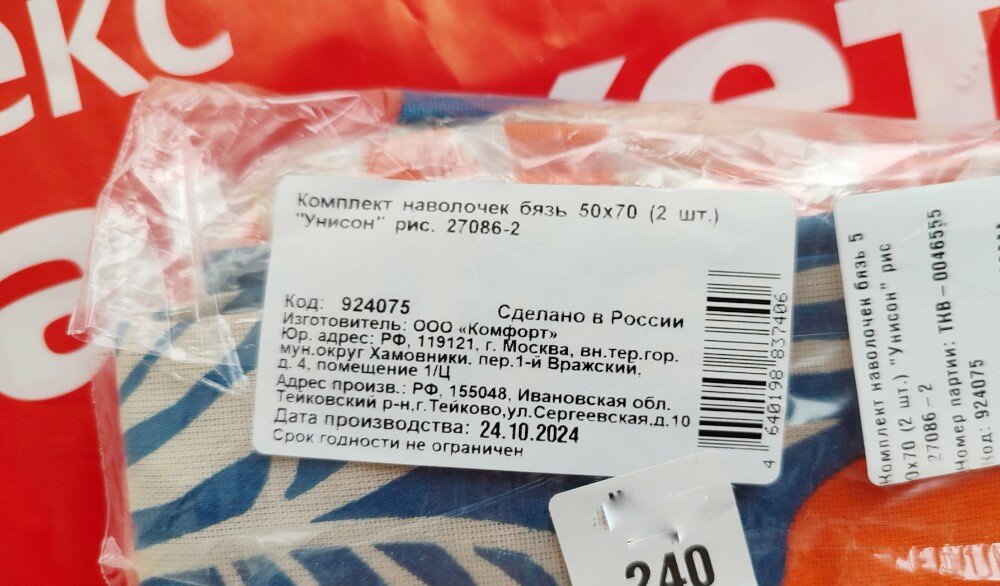 екс
кет
а
Комплект наволочек бязь 50х70 (2 шт.)
"Унисон" рис. 27086-2
Код: 924075 Сделано в России
Изготовитель: ООО «Комфорт»
Юр. адрес: РФ, 119121, г. Москва, вн.тер.гор.
мун.округ Хамовники. пер.1-й Вражский,
д. 4, помещение 1/Ц
Адрес произв.: РФ, 155048, Ивановская обл.
Тейковский р-н,г.Тейково,ул.Сергеевская,д.10
Дата производства: 24.10.2024
Срок годности не ограничен
4 640198 837406
Комплект наволочек бязь 5
0х70 (2 шт.) "Унисон" рис
. 27086-2
Номер партии: ТНВ-0046555
Код: 924075
240